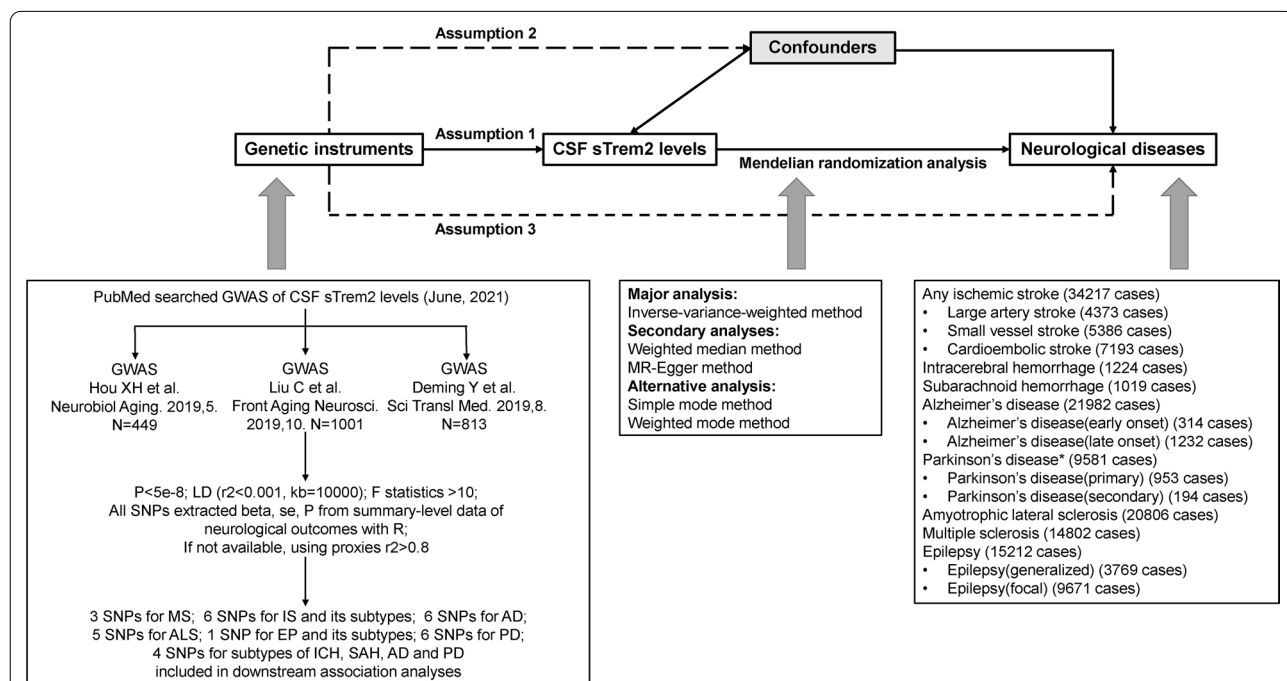 Assumption 2
Confounders
Assumption 1
Genetic instruments
CSF sTrem2 levels
Mendelian randomization analysis
Neurological diseases
Assumption 3
PubMed searched GWAS of CSF sTrem2 levels (June, 2021)
GWAS
Hou XH et al.
Neurobiol Aging. 2019,5.
N=449
GWAS
Liu C et al.
Front Aging Neurosci.
2019,10. N=1001
GWAS
Deming Y et al.
Sci Transl Med. 2019,8.
N=813
P<5e-8; LD (r2<0.001, kb=10000); F statistics >10;
All SNPs extracted beta, se, P from summary-level data
of neurological outcomes with R;
If not available, using proxies r2>0.8
3 SNPs for MS; 6 SNPs for IS and its subtypes; 6 SNPs for AD;
5 SNPs for ALS; 1 SNP for EP and its subtypes; 6 SNPs for PD;
4 SNPs for subtypes of ICH, SAH, AD and PD
included in downstream association analyses
Major analysis:
Inverse-variance-weighted method
Secondary analyses:
Weighted median method
MR-Egger method
Alternative analysis:
Simple mode method
Weighted mode method
Any ischemic stroke (34217 cases)
• Large artery stroke (4373 cases)
• Small vessel stroke (5386 cases)
• Cardioembolic stroke (7193 cases)
Intracerebral hemorrhage (1224 cases)
Subarachnoid hemorrhage (1019 cases)
Alzheimer's disease (21982 cases)
• Alzheimer's disease(early onset) (314 cases)
• Alzheimer's disease(late onset) (1232 cases)
Parkinson's disease* (9581 cases)
• Parkinson's disease(primary) (953 cases)
• Parkinson's disease(secondary) (194 cases)
Amyotrophic lateral sclerosis (20806 cases)
Multiple sclerosis (14802 cases)
Epilepsy (15212 cases)
• Epilepsy(generalized) (3769 cases)
• Epilepsy(focal) (9671 cases)